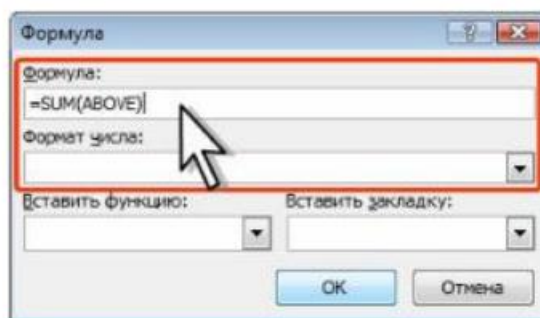 Формула
Формула:
=SUM(ABOVE)
Формат числа:
Вставить функцию: Вставить закладку:
OK Отмена